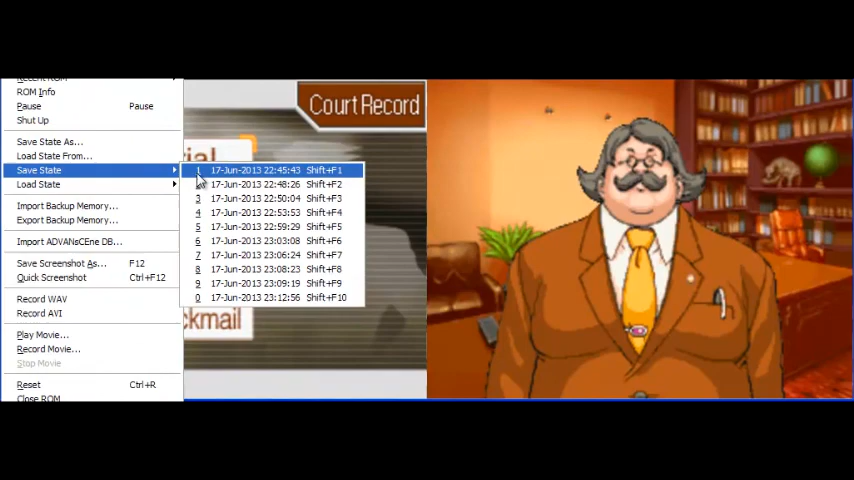 Recent ROM
ROM Info
Pause Pause
Shut Up
Save State As...
Load State From...
Save State
Load State
Import Backup Memory...
Export Backup Memory...
Import ADVANsCEne DB...
Save Screenshot As... F12
Quick Screenshot Ctrl+F12
Record WAV
Record AVI
Play Movie...
Record Movie...
Stop Movie
Reset Ctrl+R
Close ROM
1 17-Jun-2013 22:45:43 Shift+F1
17-Jun-2013 22:48:26 Shift+F2
3 17-Jun-2013 22:50:04 Shift+F3
4 17-Jun-2013 22:53:53 Shift+F4
5 17-Jun-2013 22:59:29 Shift+F5
6 17-Jun-2013 23:03:08 Shift+F6
7 17-Jun-2013 23:06:24 Shift+F7
8 17-Jun-2013 23:08:23 Shift+F8
9 17-Jun-2013 23:09:19 Shift+F9
0 17-Jun-2013 23:12:56 Shift+F10
Court Record
ial
ckmail